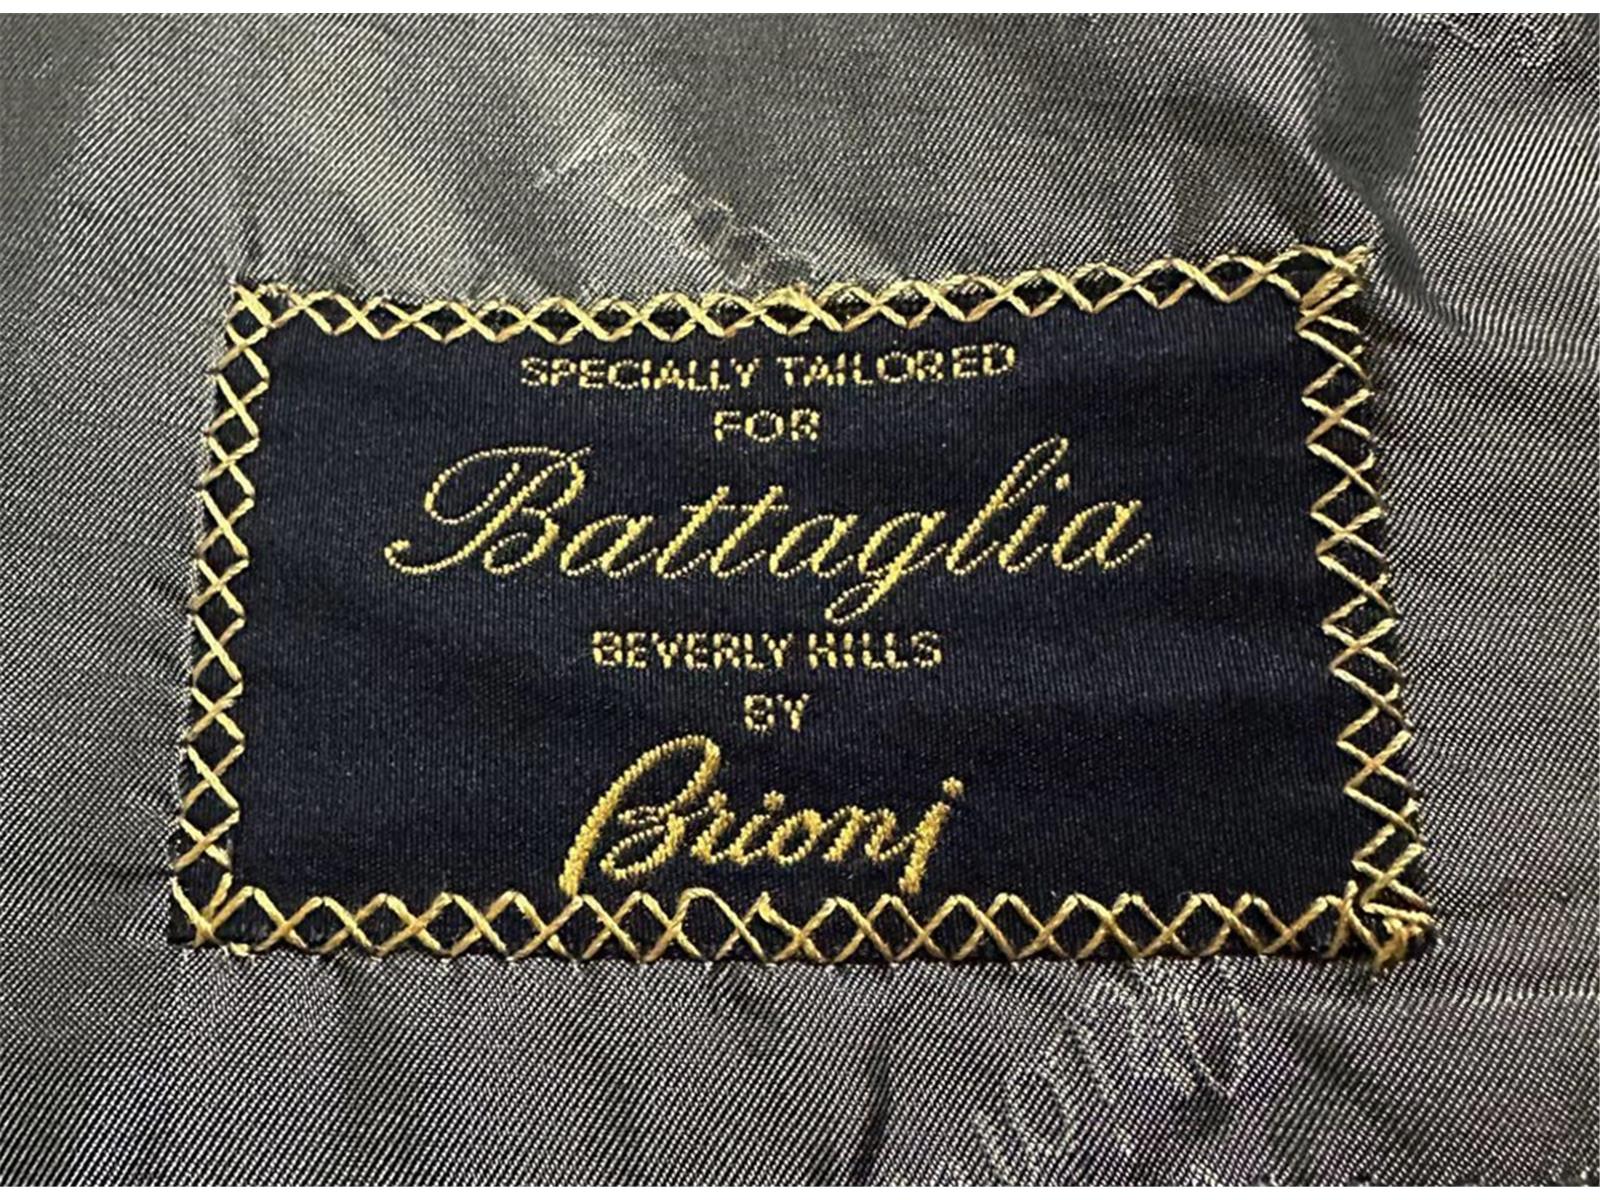 SPECIALLY TAILORED
FOR
Battaglia
BEVERLY HILLS
BY
Brioni